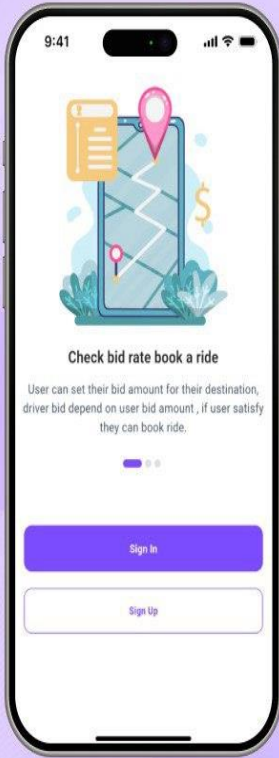 9:41
$
Check bid rate book a ride
User can set their bid amount for their destination,
driver bid depend on user bid amount , if user satisfy
they can book ride.
Sign In
Sign Up